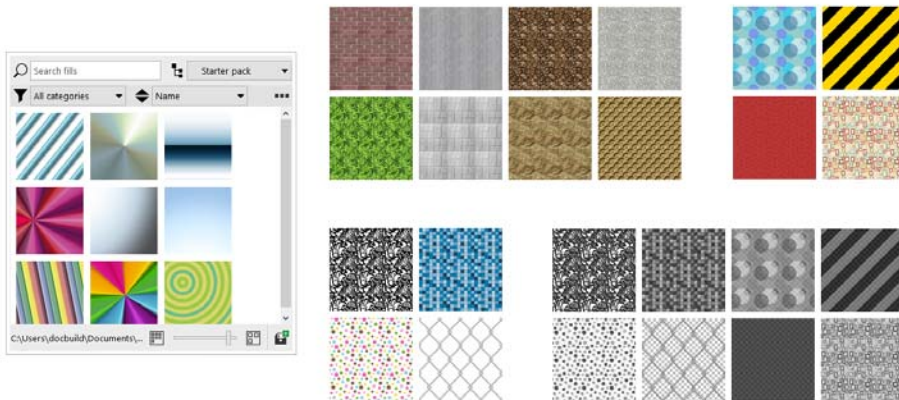 Search fills
Starter pack
All categories
Name
C:\Users\docbuild\Documents\...